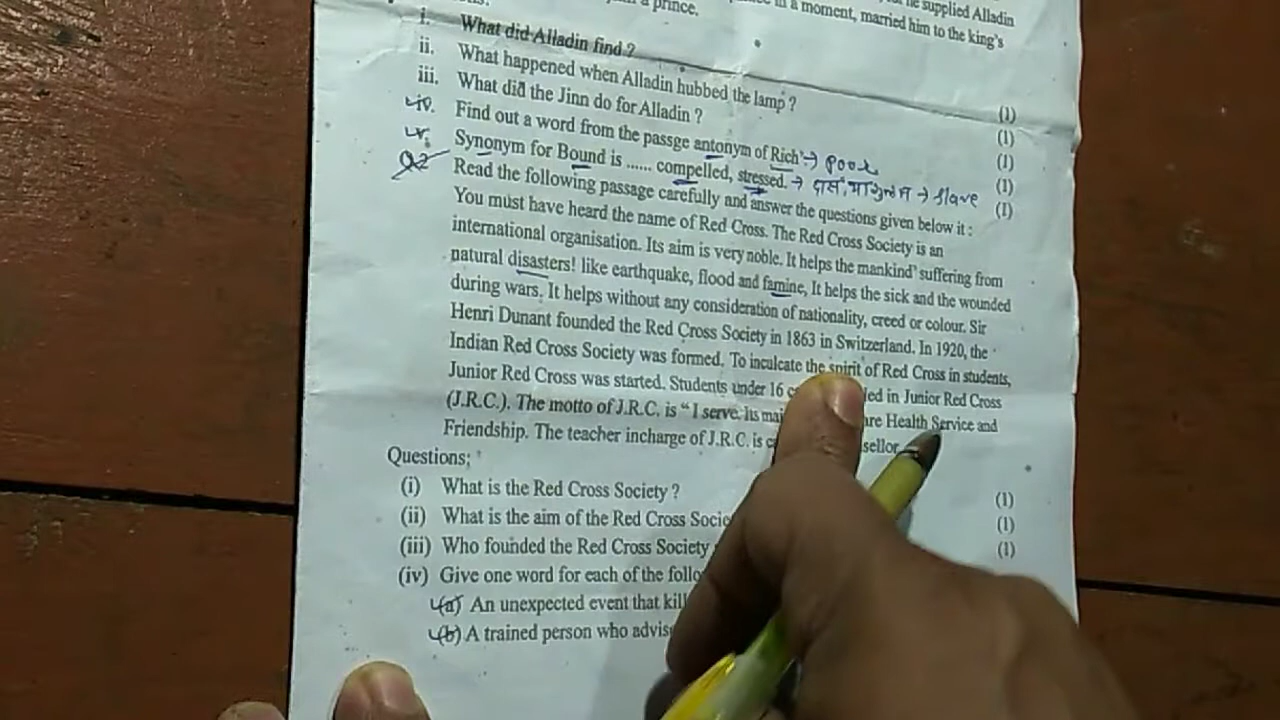 a prince.
in a moment, married him to the king's
he supplied Alladin
i. What did Alladin find ?
ii. What happened when Alladin hubbed the lamp ? (1)
iii. What did the Jinn do for Alladin ? (1)
iv. Find out a word from the passge antonym of Rich' → poor (1)
v. Synonym for Bound is ...... compelled, stressed. → → slave (1)
Q2 Read the following passage carefully and answer the questions given below it : (1)
You must have heard the name of Red Cross. The Red Cross Society is an
international organisation. Its aim is very noble. It helps the mankind' suffering from
natural disasters! like earthquake, flood and famine, It helps the sick and the wounded
during wars. It helps without any consideration of nationality, creed or colour. Sir
Henri Dunant founded the Red Cross Society in 1863 in Switzerland. In 1920, the
Indian Red Cross Society was formed. To inculcate the spirit of Red Cross in students,
Junior Red Cross was started. Students under 16 led in Junior Red Cross
(J.R.C.). The motto of J.R.C. is "I serve. Its mai are Health Service and
Friendship. The teacher incharge of J.R.C. is sellor
Questions;
(i) What is the Red Cross Society ? (1)
(ii) What is the aim of the Red Cross Socie (1)
(iii) Who founded the Red Cross Society (1)
(iv) Give one word for each of the follo
(a) An unexpected event that kill
(b) A trained person who advis